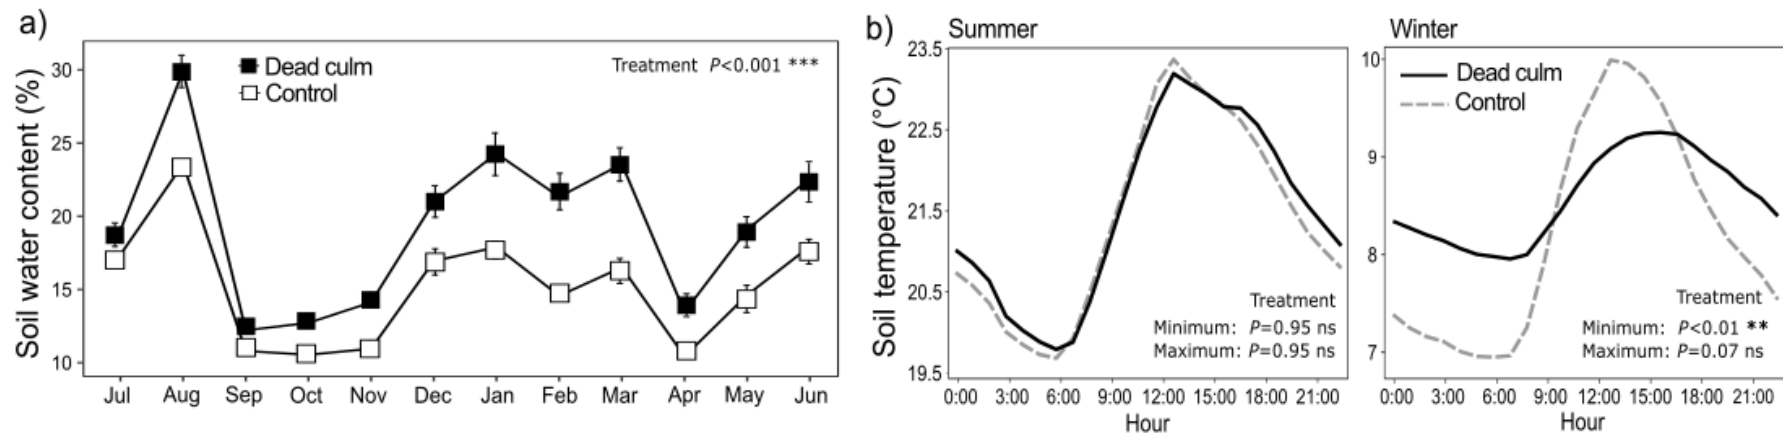 a)
Soil water content (%)
30
25
20
15
10
Dead culm
Control
Treatment P<0.001 ***
Jul Aug Sep Oct Nov Dec Jan Feb Mar Apr May Jun
b)
Summer
Soil temperature (°C)
23.5
22.5
21.5
20.5
19.5
Treatment
Minimum: P=0.95 ns
Maximum: P=0.95 ns
0:00 3:00 6:00 9:00 12:00 15:00 18:00 21:00
Hour
Winter
10
9
8
7
Dead culm
Control
Treatment
Minimum: P<0.01 **
Maximum: P=0.07 ns
0:00 3:00 6:00 9:00 12:00 15:00 18:00 21:00
Hour